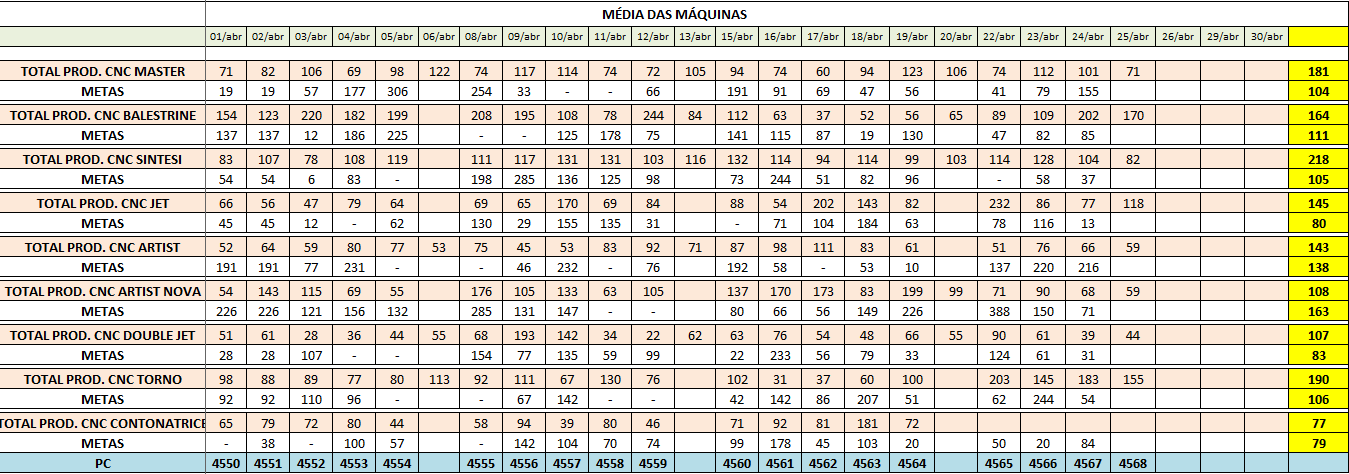 MÉDIA DAS MÁQUINAS
01/abr 02/abr 03/abr 04/abr 05/abr 06/abr 08/abr 09/abr 10/abr 11/abr 12/abr 13/abr 15/abr 16/abr 17/abr 18/abr 19/abr 20/abr 22/abr 23/abr 24/abr 25/abr 26/abr 29/abr 30/abr
TOTAL PROD. CNC MASTER 71 82 106 69 98 122 74 117 114 74 72 105 94 74 60 94 123 106 74 112 101 71 181
METAS 19 19 57 177 306 254 33 - - 66 191 91 69 47 56 41 79 155 104
TOTAL PROD. CNC BALESTRINE 154 123 220 182 199 208 195 108 78 244 84 112 63 37 52 56 65 89 109 202 170 164
METAS 137 137 12 186 225 - - 125 178 75 141 115 87 19 130 47 82 85 111
TOTAL PROD. CNC SINTESI 83 107 78 108 119 111 117 131 131 103 116 132 114 94 114 99 103 114 128 104 82 218
METAS 54 54 6 83 - 198 285 136 125 98 73 244 51 82 96 - 58 37 105
TOTAL PROD. CNC JET 66 56 47 79 64 69 65 170 69 84 88 54 202 143 82 232 86 77 118 145
METAS 45 45 12 - 62 130 29 155 135 31 - 71 104 184 63 78 116 13 80
TOTAL PROD. CNC ARTIST 52 64 59 80 77 53 75 45 53 83 92 71 87 98 111 83 61 51 76 66 59 143
METAS 191 191 77 231 - - 46 232 - 76 192 58 - 53 10 137 220 216 138
TOTAL PROD. CNC ARTIST NOVA 54 143 115 69 55 176 105 133 63 105 137 170 173 83 199 99 71 90 68 59 108
METAS 226 226 121 156 132 285 131 147 - - 80 66 56 149 226 388 150 71 163
TOTAL PROD. CNC DOUBLE JET 51 61 28 36 44 55 68 193 142 34 22 62 63 76 54 48 66 55 90 61 39 44 107
METAS 28 28 107 - - 154 77 135 59 99 22 233 56 79 33 124 61 31 83
TOTAL PROD. CNC TORNO 98 88 89 77 80 113 92 111 67 130 76 102 31 37 60 100 203 145 183 155 190
METAS 92 92 110 96 - - 67 142 - - 42 142 86 207 51 62 244 54 106
TOTAL PROD. CNC CONTONATRICE 65 79 72 80 44 58 94 39 80 46 71 92 81 181 72 77
METAS - 38 - 100 57 - 142 104 70 74 99 178 45 103 20 50 20 84 79
PC 4550 4551 4552 4553 4554 4555 4556 4557 4558 4559 4560 4561 4562 4563 4564 4565 4566 4567 4568